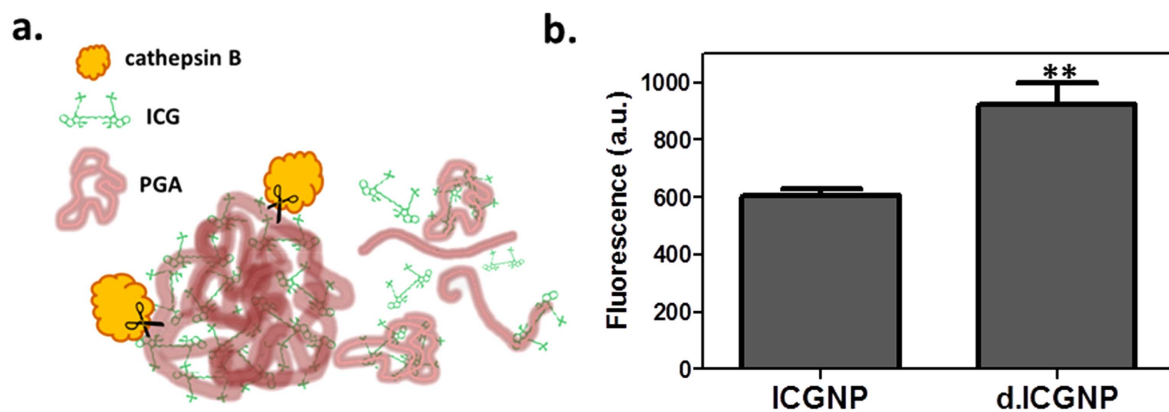 a.
cathepsin B
ICG
PGA
b.
Fluorescence (a.u.)
1000
800
600
400
200
0
**
ICGNP
d.ICGNP